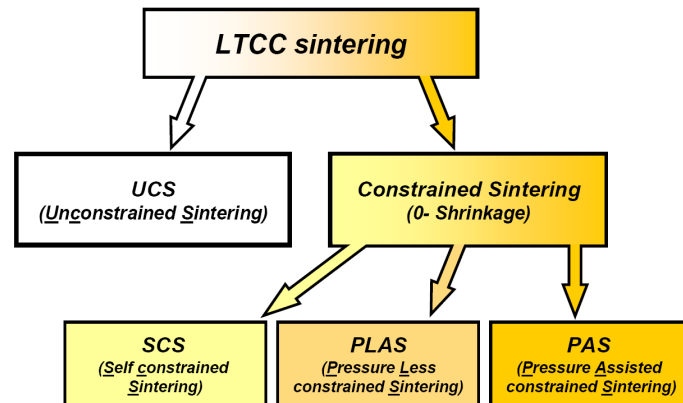 LTCC sintering
UCS
(Unconstrained Sintering)
Constrained Sintering
(0- Shrinkage)
SCS
(Self constrained
Sintering)
PLAS
(Pressure Less
constrained Sintering)
PAS
(Pressure Assisted
constrained Sintering)